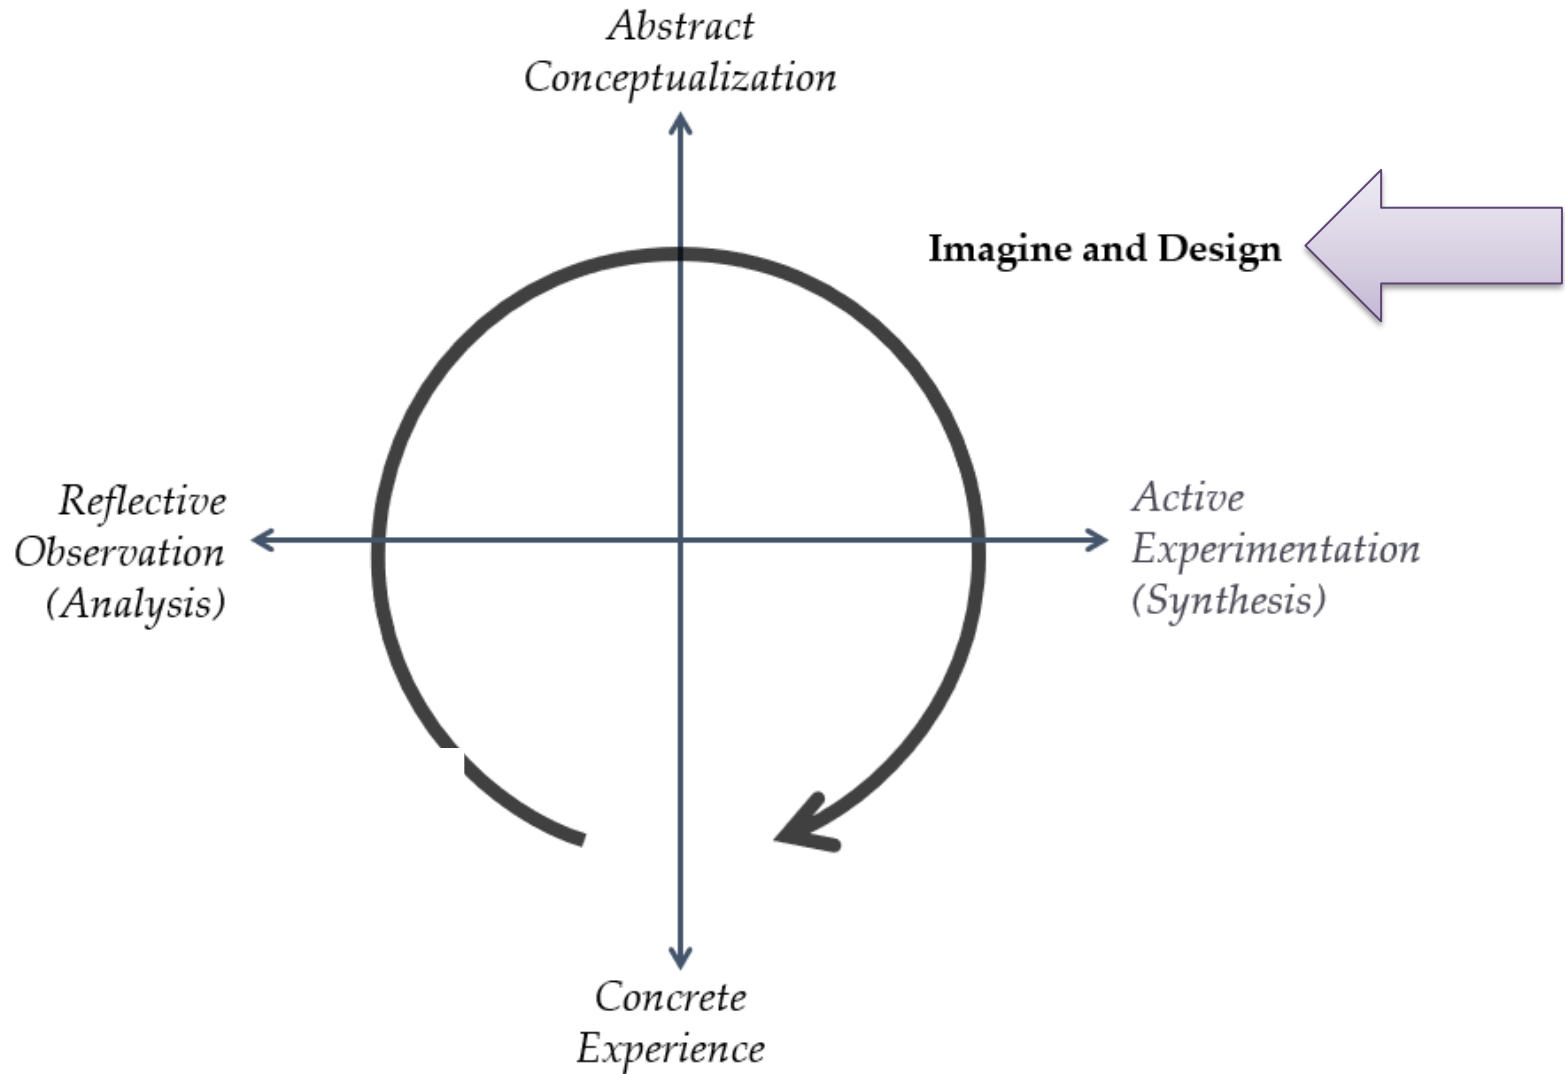 Abstract
Conceptualization
Imagine and Design
Reflective
Observation
(Analysis)
Active
Experimentation
(Synthesis)
Concrete
Experience